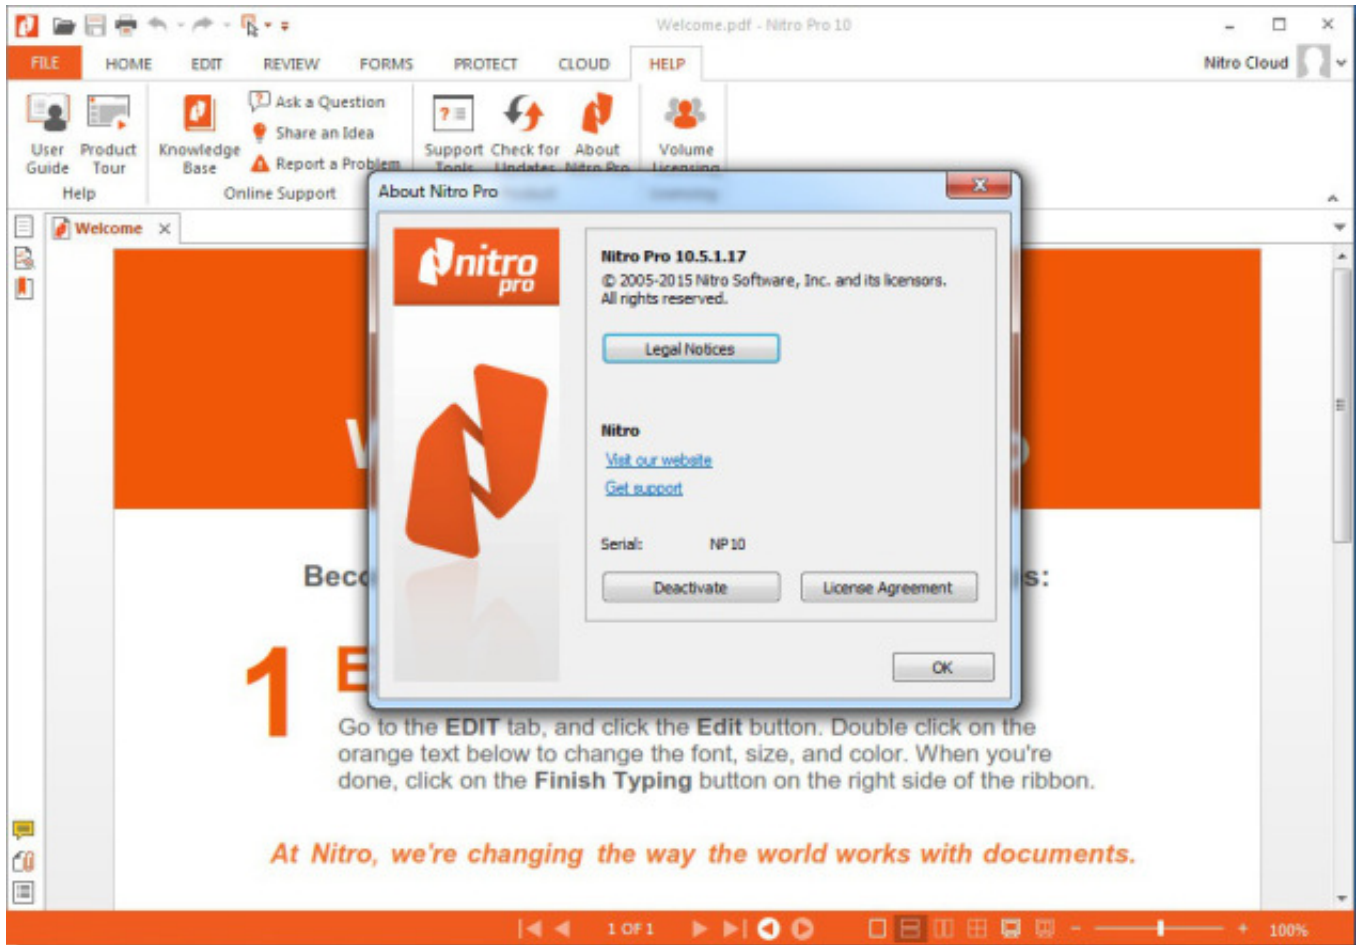 Welcome.pdf - Nitro Pro 10
FILE HOME EDIT REVIEW FORMS PROTECT CLOUD HELP Nitro Cloud
User Guide
Product Tour
Help
Knowledge Base
Ask a Question
Share an Idea
Report a Problem
Online Support
Support Tools
Check for Updates
About Nitro Pro
Volume Licensing
Welcome
About Nitro Pro
nitro
pro
Nitro Pro 10.5.1.17
© 2005-2015 Nitro Software, Inc. and its licensors.
All rights reserved.
Legal Notices
Nitro
Visit our website
Get support
Serial: NP10
Deactivate License Agreement
OK
1
Go to the EDIT tab, and click the Edit button. Double click on the
orange text below to change the font, size, and color. When you're
done, click on the Finish Typing button on the right side of the ribbon.
At Nitro, we're changing the way the world works with documents.
1 OF 1
100%